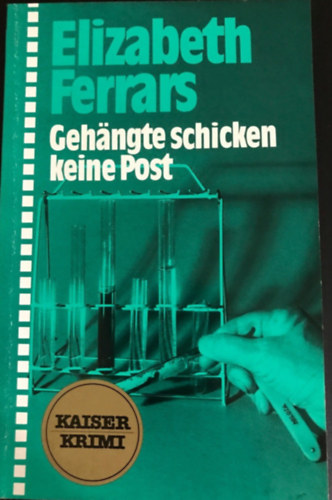 Elizabeth
Ferrars
Gehängte schicken
keine Post
KAISER
KRIMI